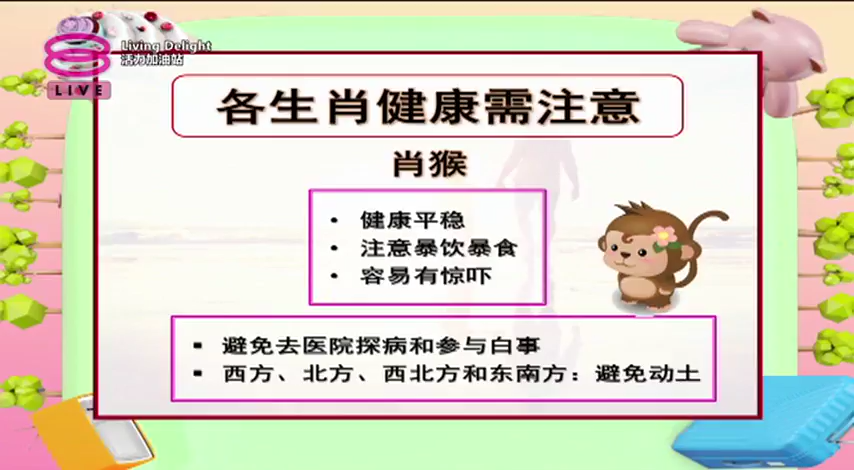 Living Delight
活力加油站
LIVE
各生肖健康需注意
肖猴
• 健康平稳
• 注意暴饮暴食
• 容易有惊吓
▪ 避免去医院探病和参与白事
▪ 西方、北方、西北方和东南方：避免动土